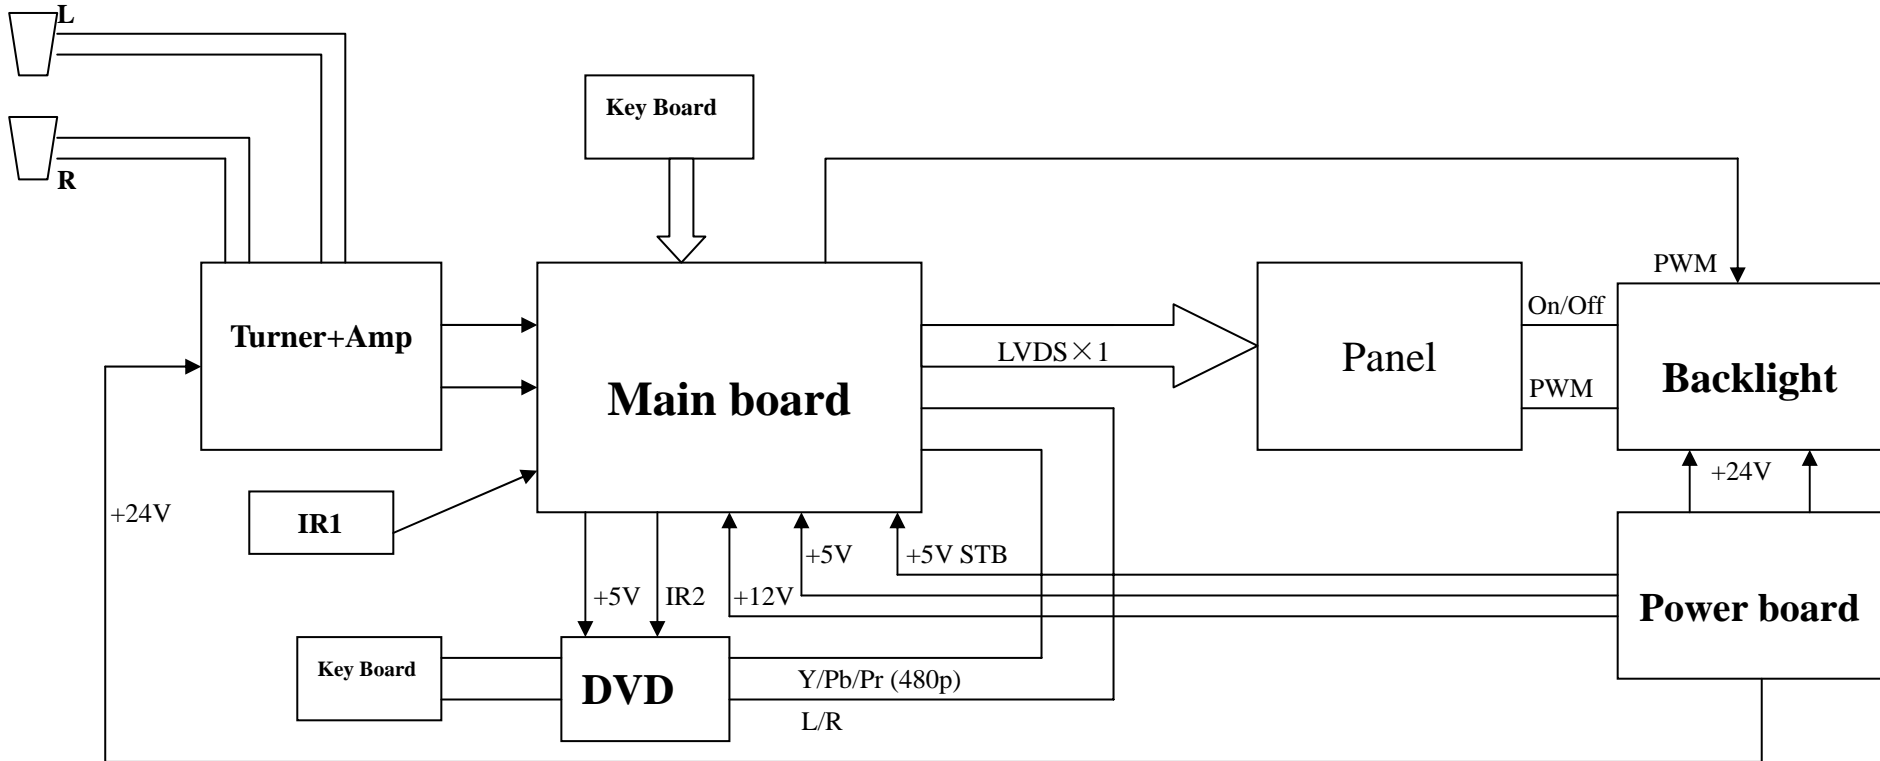 L
R
Key Board
Turner+Amp
Main board
LVDS×1
Panel
On/Off
PWM
PWM
Backlight
+24V
IR1
+24V
+5V
IR2
+12V
+5V
+5V STB
Power board
Key Board
DVD
Y/Pb/Pr (480p)
L/R